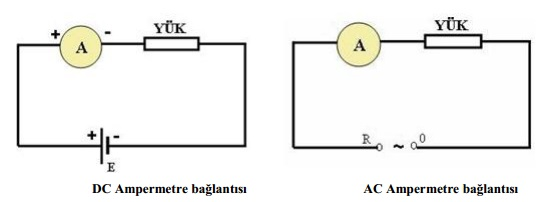 YÜK
+ A -
+ -
E
DC Ampermetre bağlantısı
YÜK
A
R ~ 0
AC Ampermetre bağlantısı